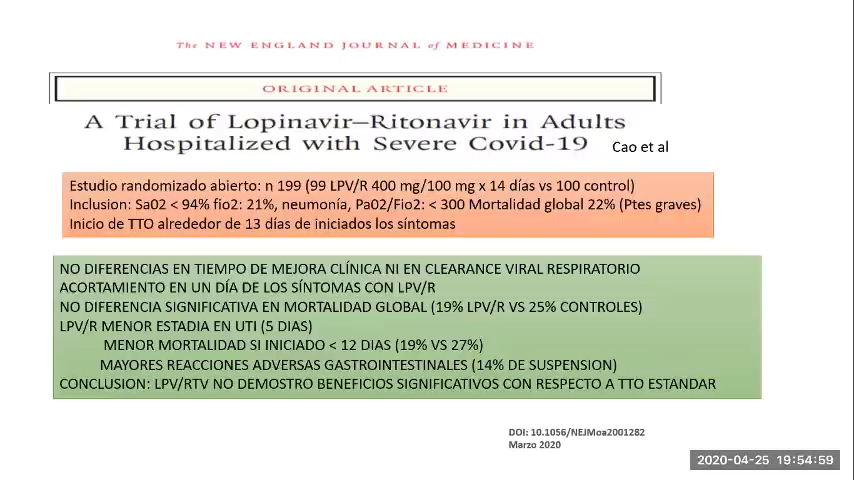 The NEW ENGLAND JOURNAL of MEDICINE
ORIGINAL ARTICLE
A Trial of Lopinavir–Ritonavir in Adults
Hospitalized with Severe Covid-19
Cao et al
Estudio randomizado abierto: n 199 (99 LPV/R 400 mg/100 mg x 14 días vs 100 control)
Inclusion: Sa02 < 94% fio2: 21%, neumonía, Pa02/Fio2: < 300 Mortalidad global 22% (Ptes graves)
Inicio de TTO alrededor de 13 días de iniciados los síntomas
NO DIFERENCIAS EN TIEMPO DE MEJORA CLÍNICA NI EN CLEARANCE VIRAL RESPIRATORIO
ACORTAMIENTO EN UN DÍA DE LOS SÍNTOMAS CON LPV/R
NO DIFERENCIA SIGNIFICATIVA EN MORTALIDAD GLOBAL (19% LPV/R VS 25% CONTROLES)
LPV/R MENOR ESTADIA EN UTI (5 DIAS)
MENOR MORTALIDAD SI INICIADO < 12 DIAS (19% VS 27%)
MAYORES REACCIONES ADVERSAS GASTROINTESTINALES (14% DE SUSPENSION)
CONCLUSION: LPV/RTV NO DEMOSTRO BENEFICIOS SIGNIFICATIVOS CON RESPECTO A TTO ESTANDAR
DOI: 10.1056/NEJMoa2001282
Marzo 2020
2020-04-25 19:54:59